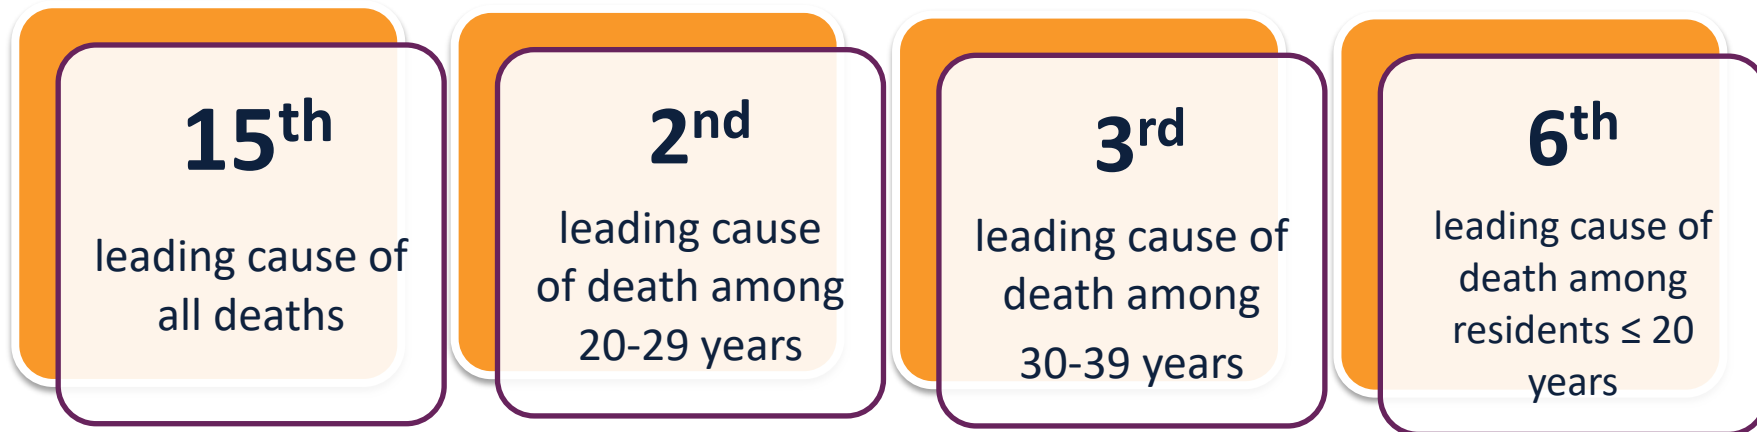 15th
leading cause of
all deaths
2nd
leading cause
of death among
20-29 years
3rd
leading cause of
death among
30-39 years
6th
leading cause of
death among
residents ≤ 20
years